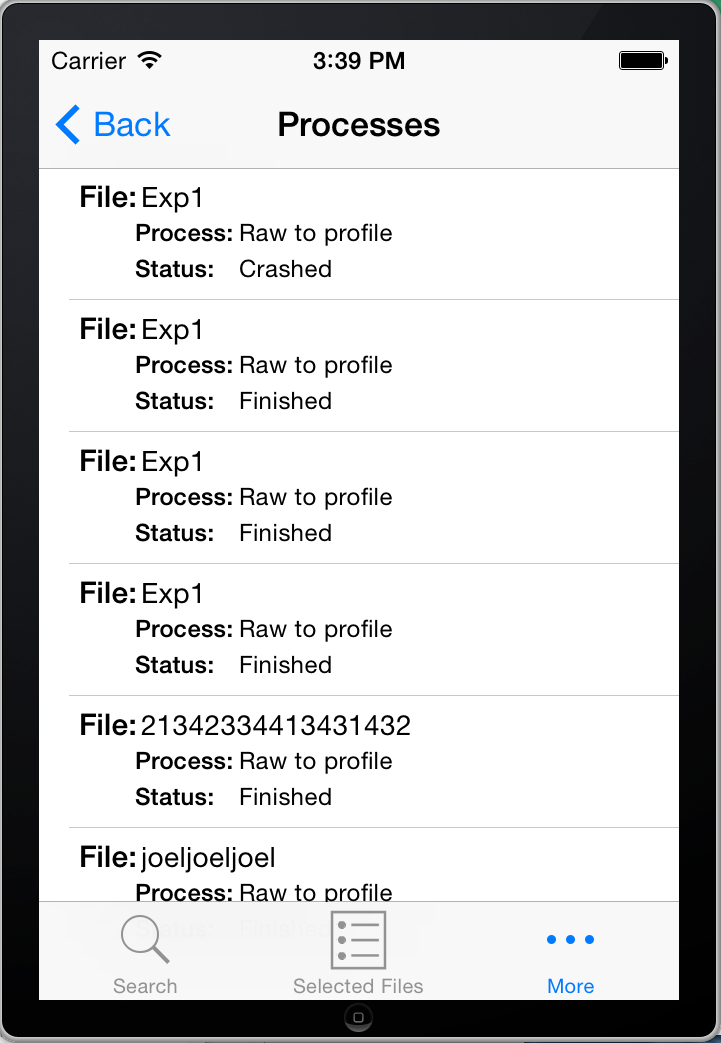 Carrier 3:39 PM
Back Processes
File: Exp1
Process: Raw to profile
Status: Crashed
File: Exp1
Process: Raw to profile
Status: Finished
File: Exp1
Process: Raw to profile
Status: Finished
File: Exp1
Process: Raw to profile
Status: Finished
File: 21342334413431432
Process: Raw to profile
Status: Finished
File: joeljoeljoel
Process: Raw to profile
Status: Finished
Search Selected Files More